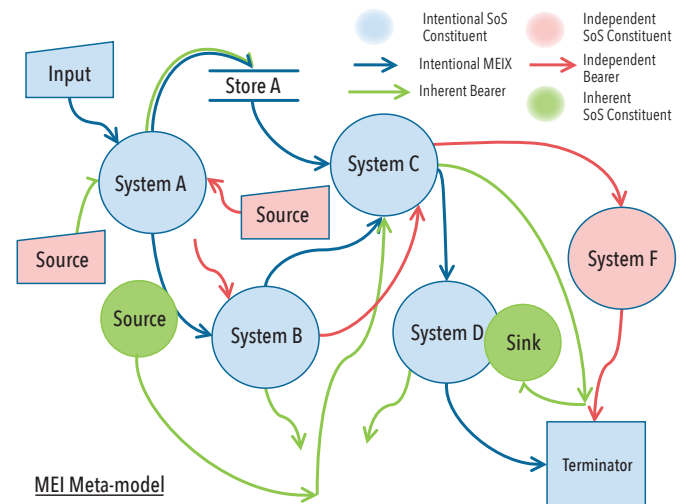 Intentional SoS
Constituent
Independent
SoS Constituent
Intentional MEIX
Independent
Bearer
Inherent Bearer
Inherent
SoS Constituent
Input
Store A
System A
System C
Source
Source
System F
Source
System B
System D
Sink
Terminator
MEI Meta-model